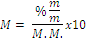 M = %m/m / M.M. x10